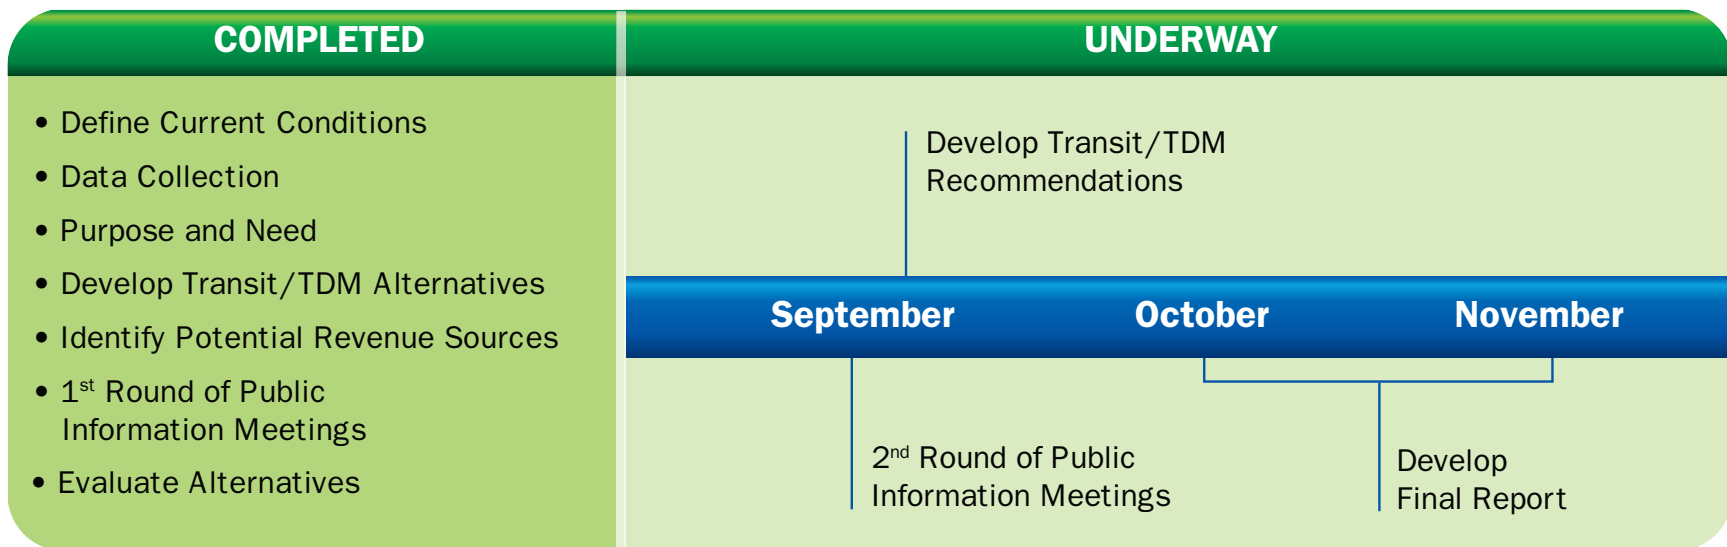 COMPLETED
• Define Current Conditions
• Data Collection
• Purpose and Need
• Develop Transit/TDM Alternatives
• Identify Potential Revenue Sources
• 1st Round of Public
Information Meetings
• Evaluate Alternatives
UNDERWAY
Develop Transit/TDM
Recommendations
September
October
November
2nd Round of Public
Information Meetings
Develop
Final Report